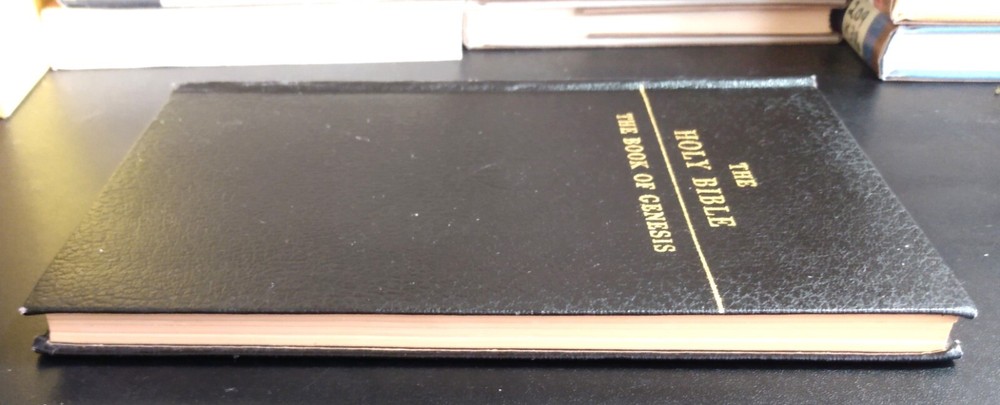 THE
HOLY BIBLE
THE BOOK OF GENESIS